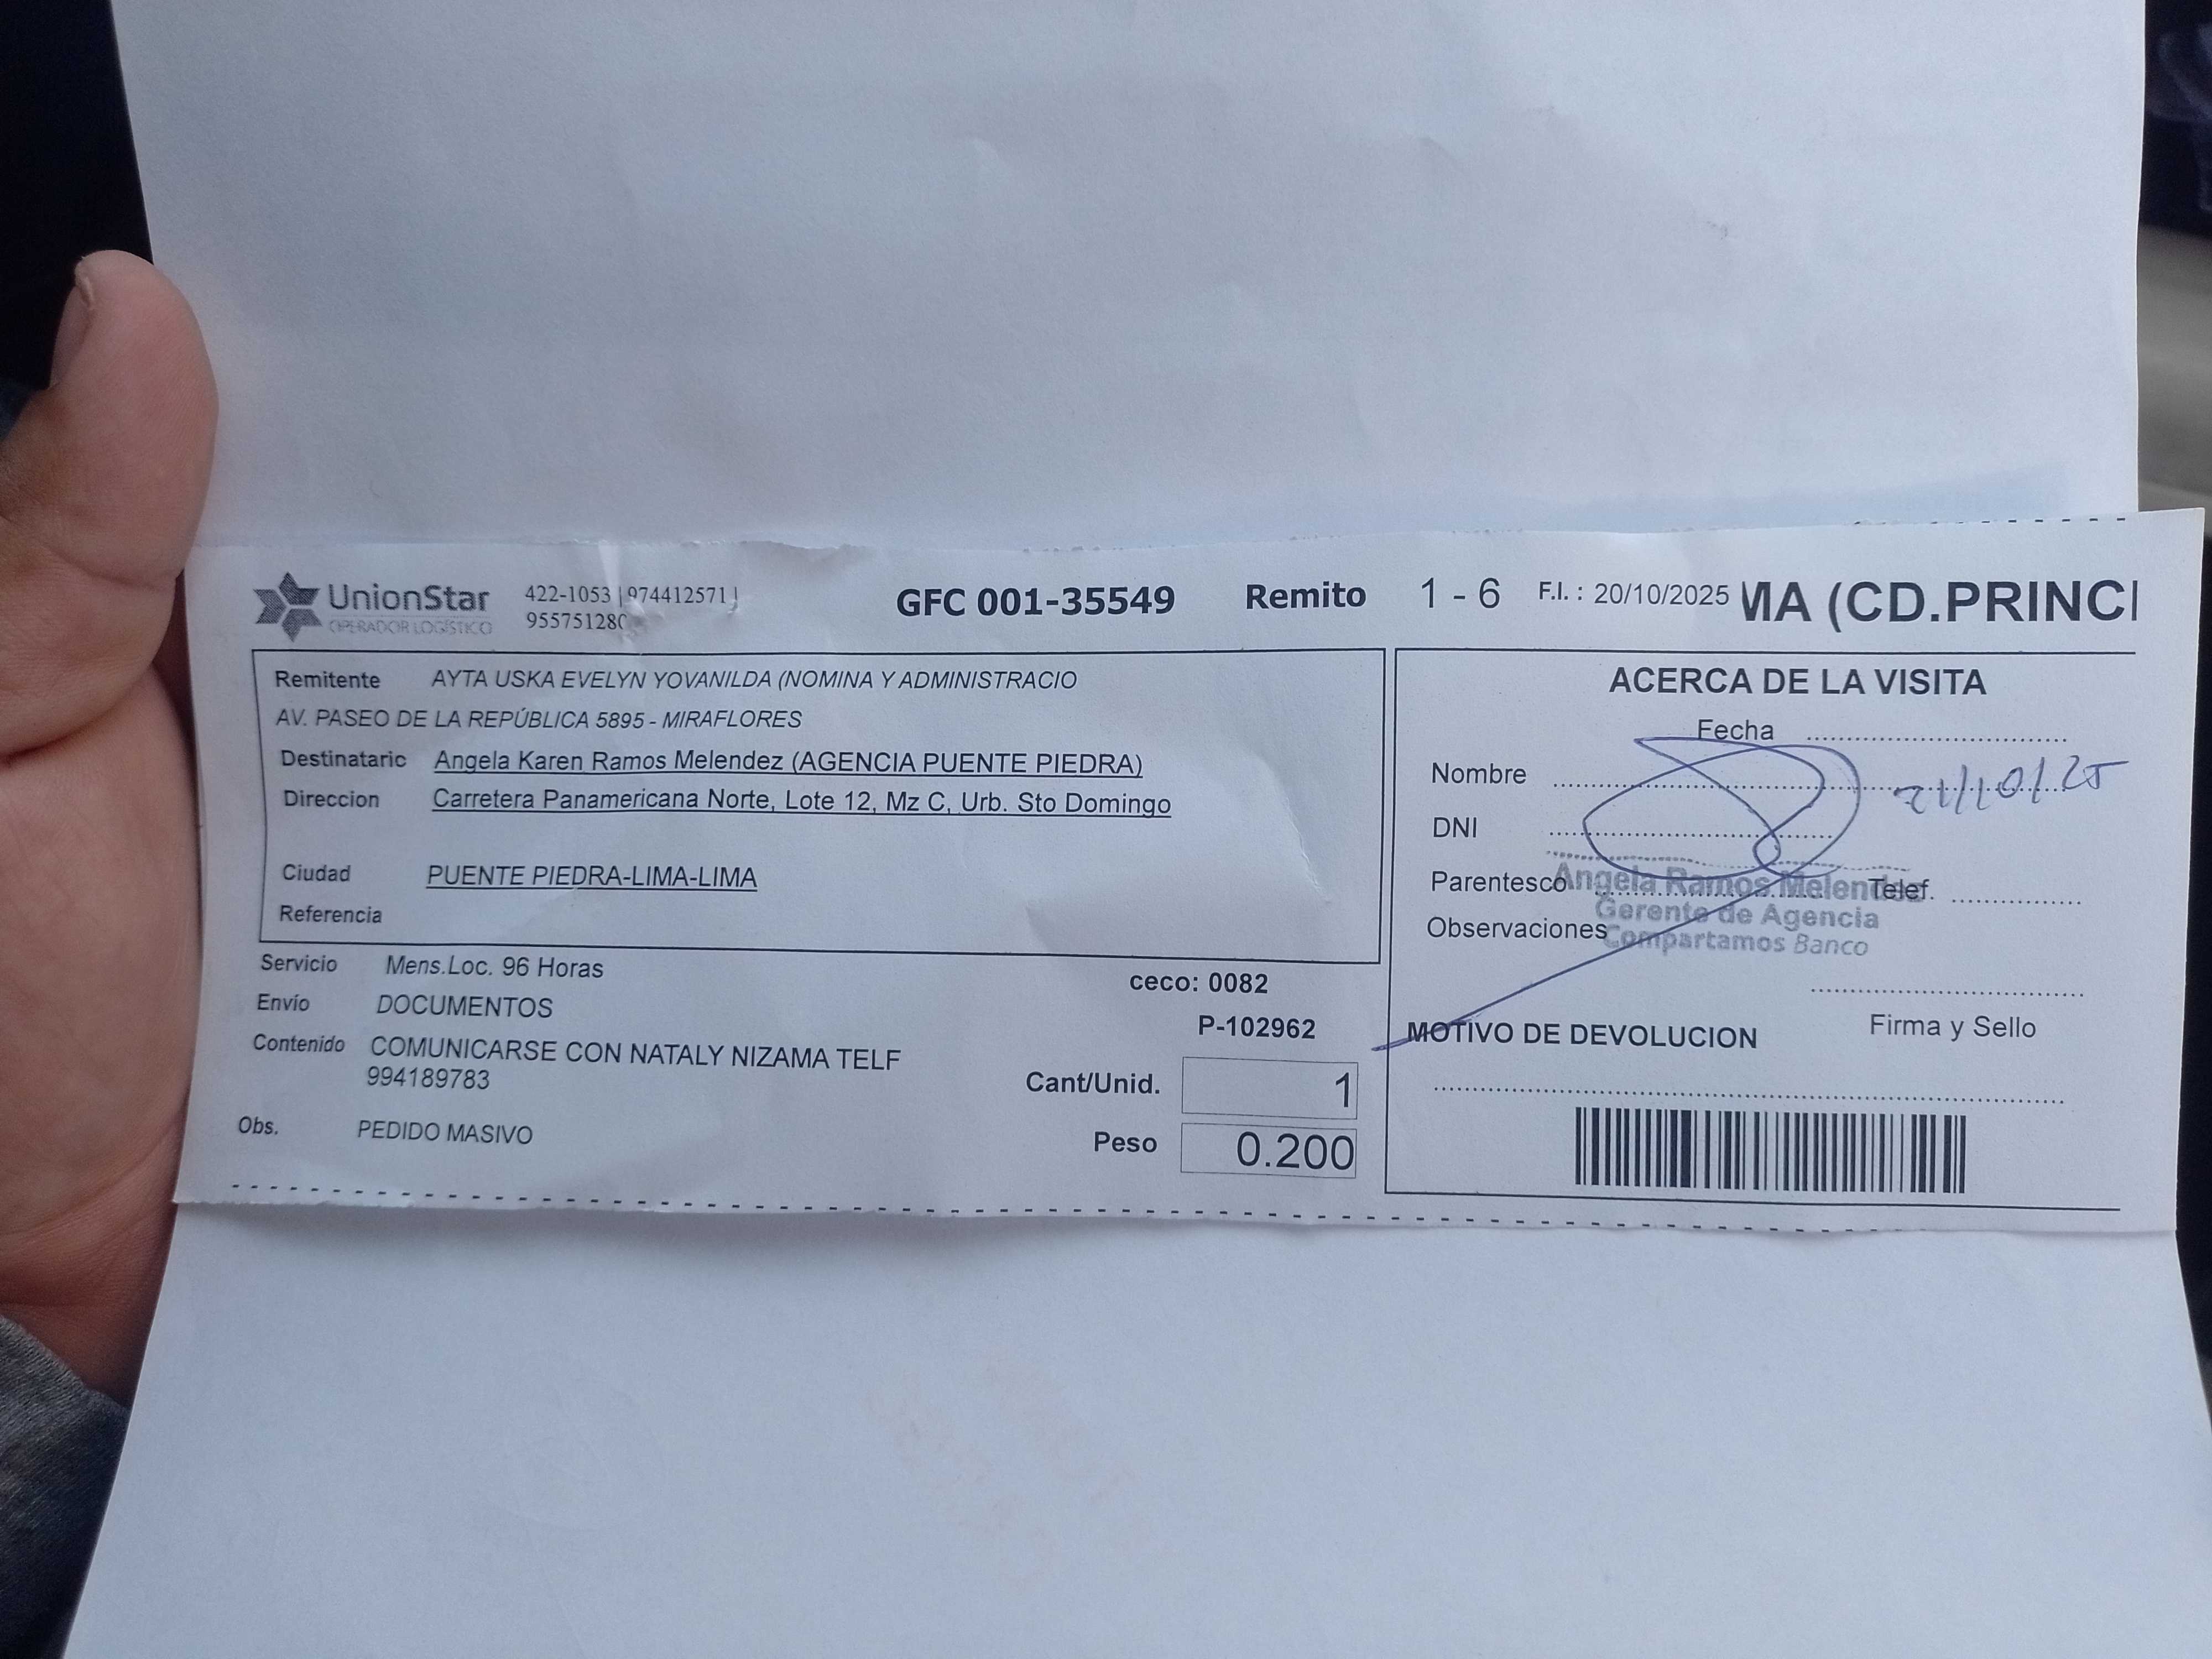 UnionStar
OPERADOR LOGÍSTICO
422-1053 | 974412571 |
955751280
GFC 001-35549 Remito 1 - 6 F.I. : 20/10/2025 MA (CD.PRINCI
Remitente AYTA USKA EVELYN YOVANILDA (NOMINA Y ADMINISTRACIO
AV. PASEO DE LA REPÚBLICA 5895 - MIRAFLORES
Destinataric Angela Karen Ramos Melendez (AGENCIA PUENTE PIEDRA)
Direccion Carretera Panamericana Norte, Lote 12, Mz C, Urb. Sto Domingo
Ciudad PUENTE PIEDRA-LIMA-LIMA
Referencia
Servicio Mens.Loc. 96 Horas
Envío DOCUMENTOS
Contenido COMUNICARSE CON NATALY NIZAMA TELF
994189783
Obs. PEDIDO MASIVO
ceco: 0082
P-102962
Cant/Unid. 1
Peso 0.200
ACERCA DE LA VISITA
Fecha
Nombre
21/10/25
DNI
Parentesco Telef.
Angela Ramos Melendez
Gerente de Agencia
Compartamos Banco
Observaciones
Firma y Sello
MOTIVO DE DEVOLUCION